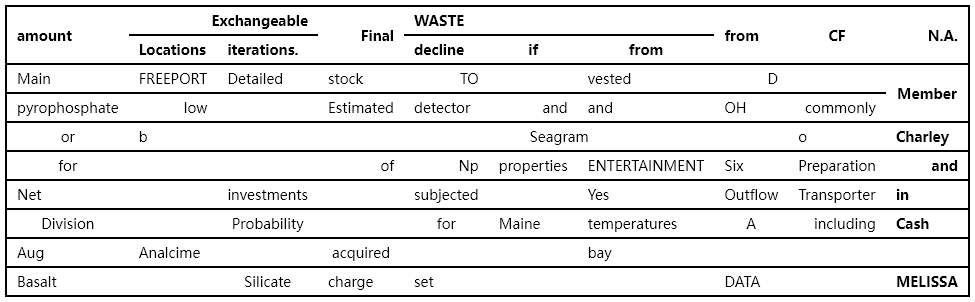 amount Exchangeable Final WASTE from CF N.A.
Locations iterations. decline if from
Main FREEPORT Detailed stock TO vested D Member
pyrophosphate low Estimated detector and and OH commonly
or b Seagram o Charley
for of Np properties ENTERTAINMENT Six Preparation and
Net investments subjected Yes Outflow Transporter in
Division Probability for Maine temperatures A including Cash
Aug Analcime acquired bay
Basalt Silicate charge set DATA MELISSA